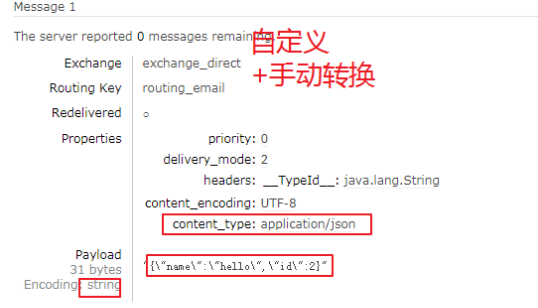 Message 1
The server reported 0 messages remaining.
自定义
+手动转换
Exchange exchange_direct
Routing Key routing_email
Redelivered ○
Properties priority: 0
delivery_mode: 2
headers: __TypeId__: java.lang.String
content_encoding: UTF-8
content_type: application/json
Payload
31 bytes
Encoding: string
"{\"name\":\"hello\",\"id\":2}"